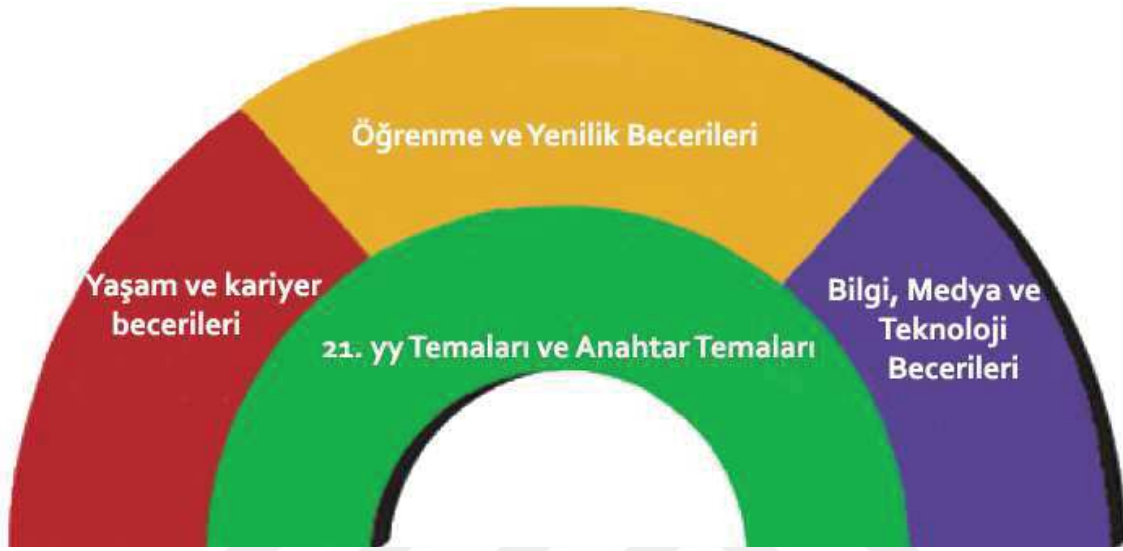 Öğrenme ve Yenilik Becerileri
Yaşam ve kariyer
becerileri
Bilgi, Medya ve
Teknoloji
Becerileri
21. yy Temaları ve Anahtar Temaları